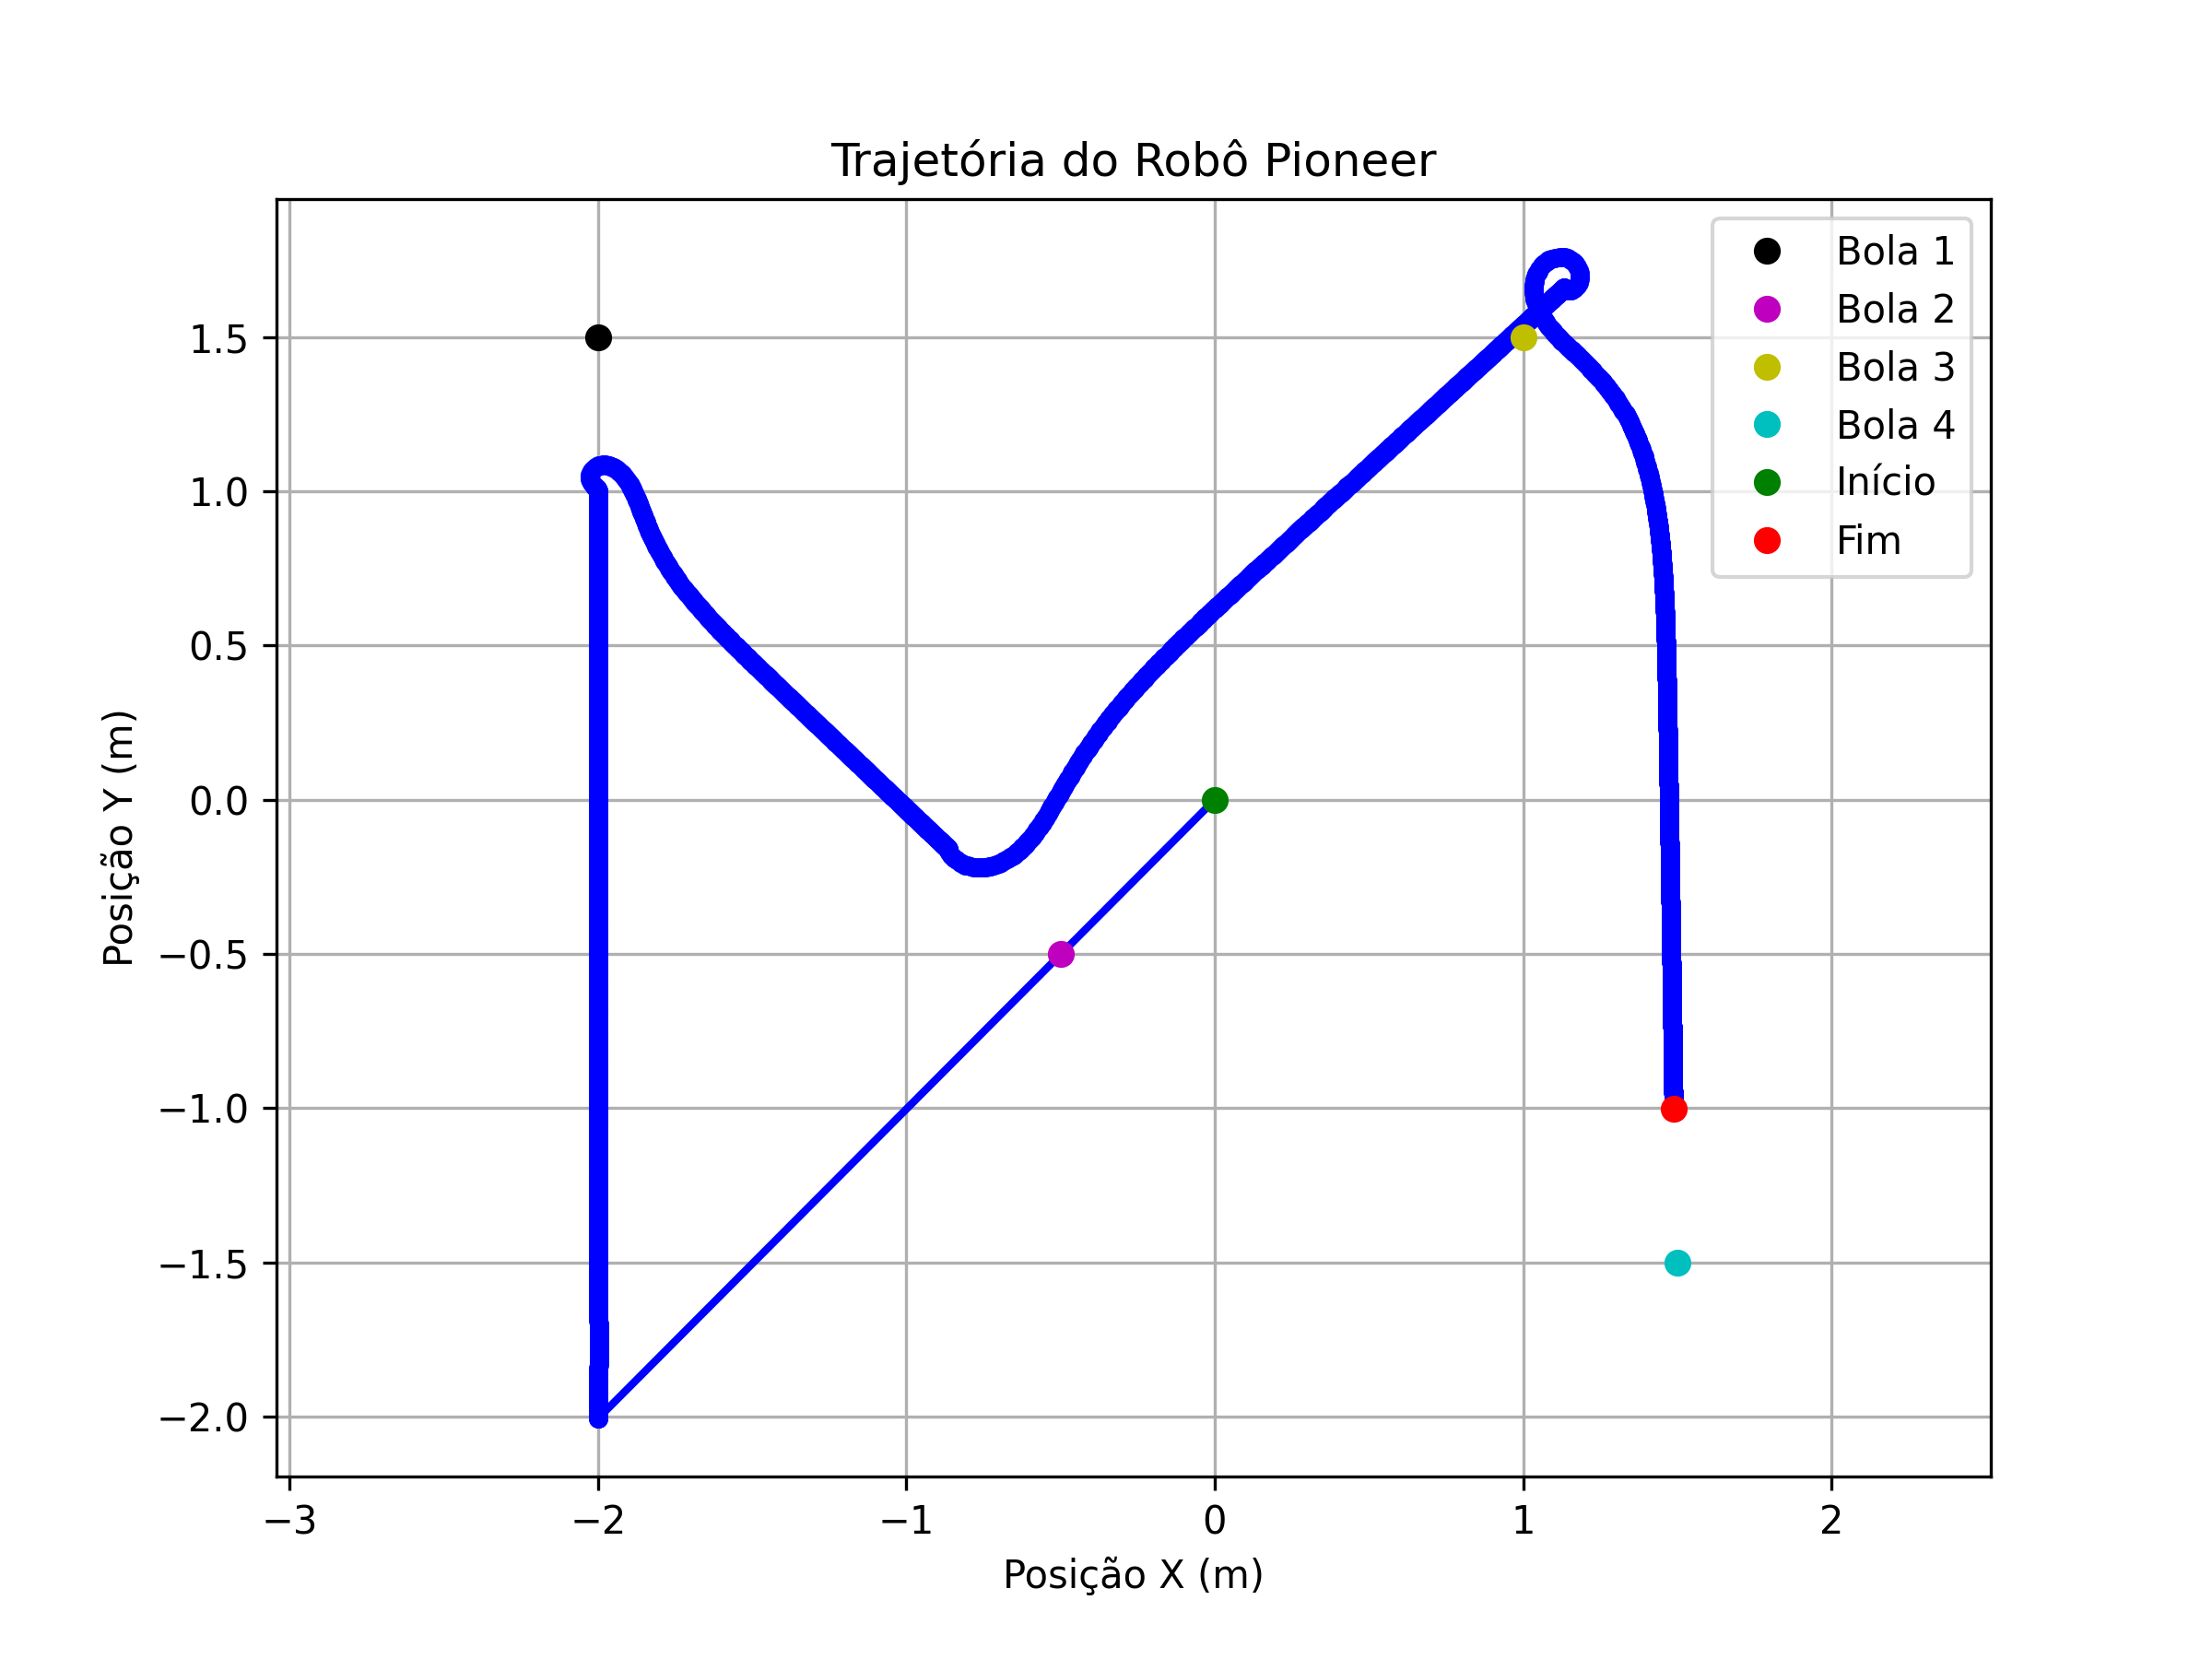 Trajetória do Robô Pioneer
Bola 1
Bola 2
Bola 3
Bola 4
Início
Fim
Posição Y (m)
1.5
1.0
0.5
0.0
−0.5
−1.0
−1.5
−2.0
−3
−2
−1
0
1
2
Posição X (m)